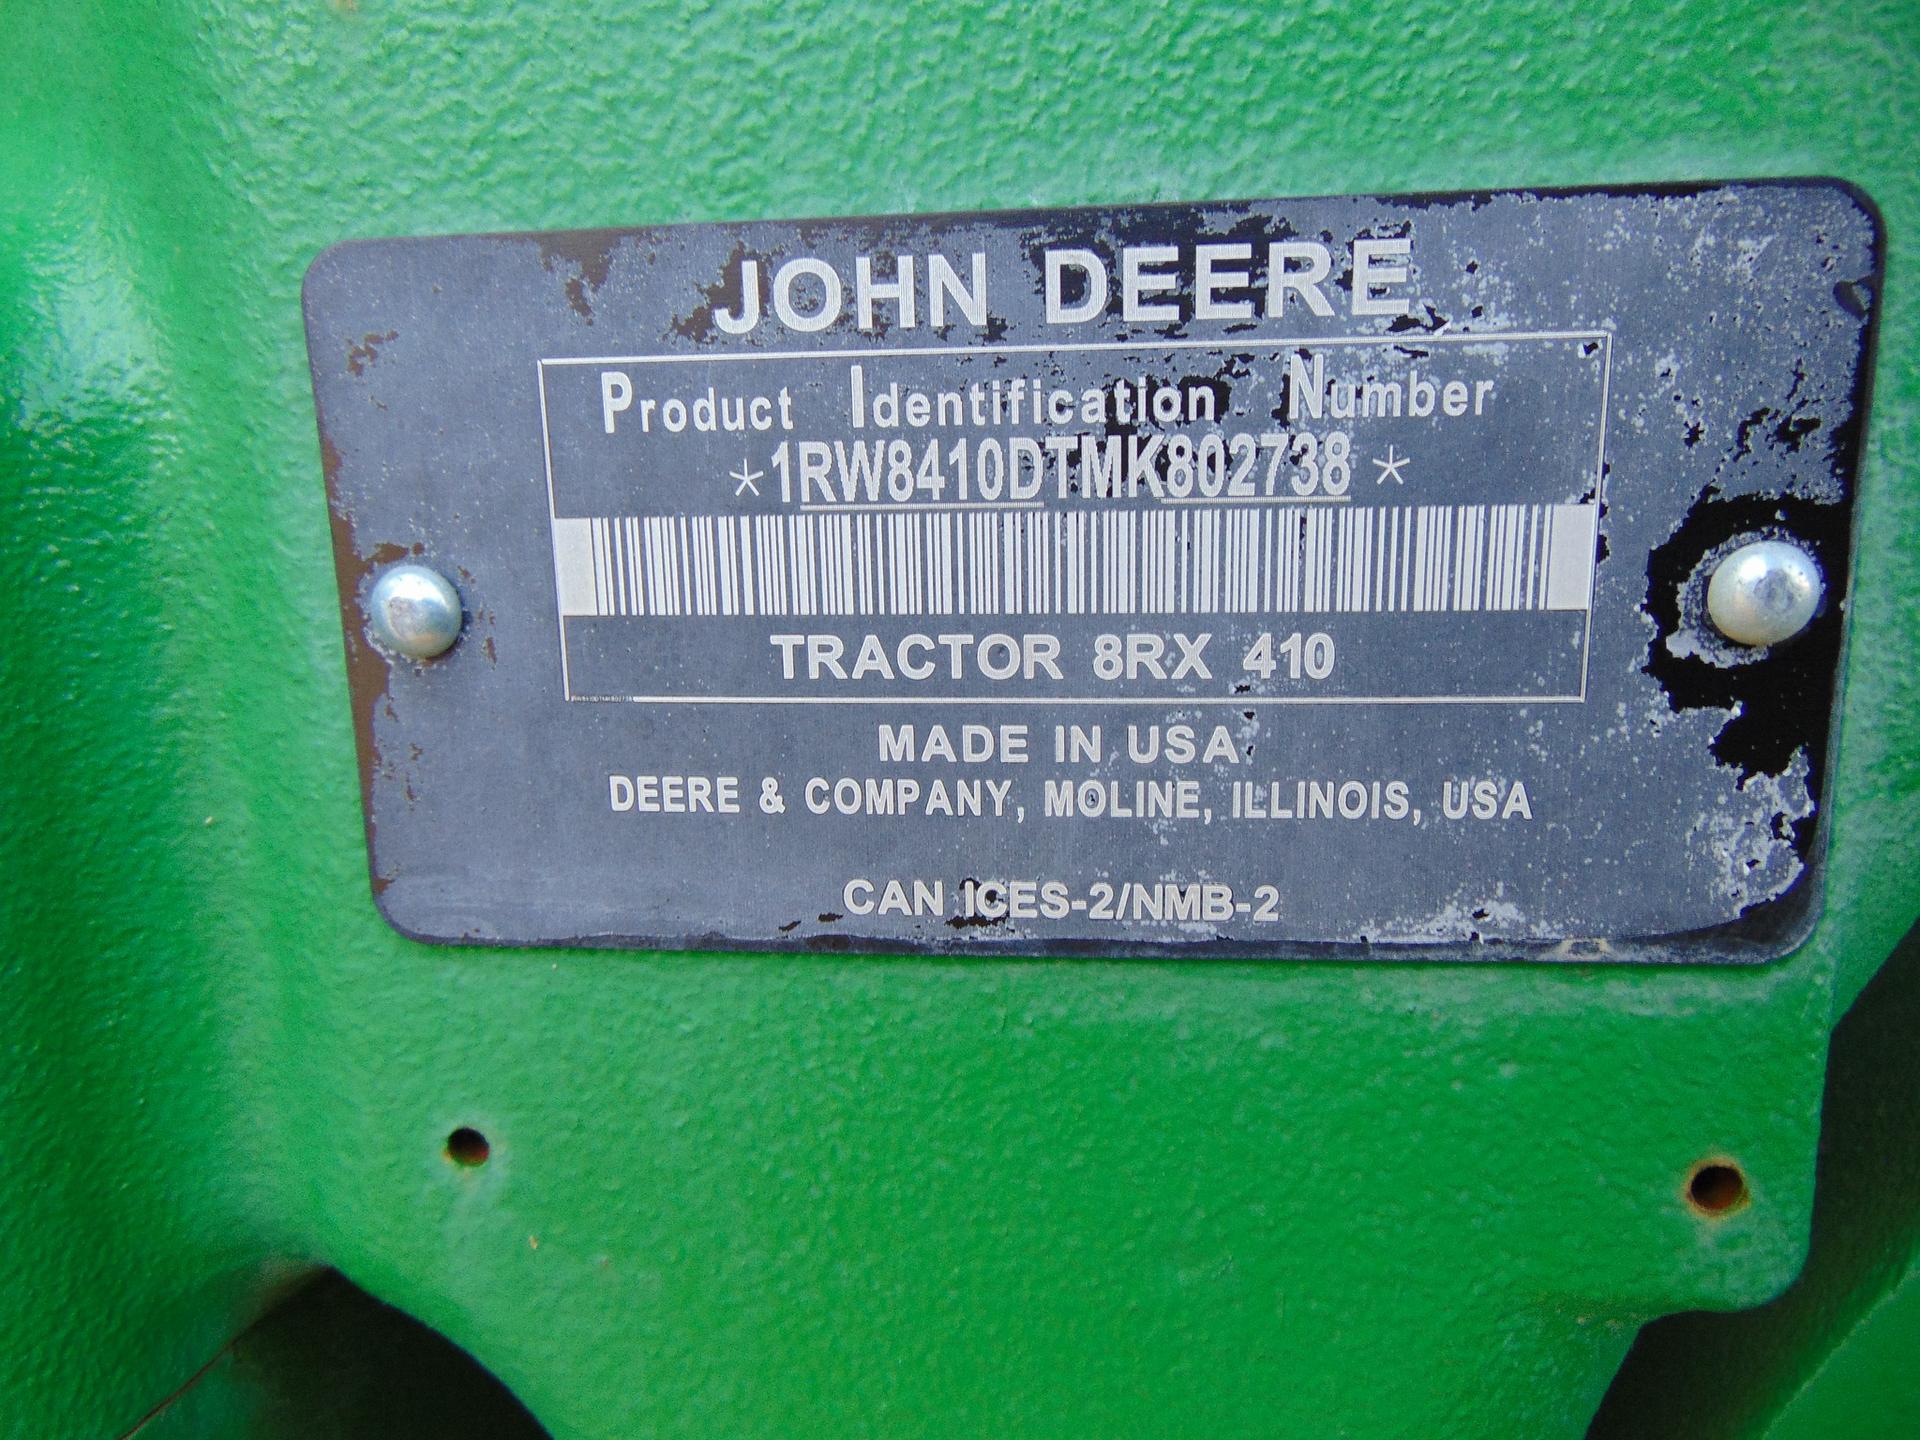 JOHN DEERE
Product Identification Number
*1RW8410DTMK802738*
TRACTOR 8RX 410
1RW8410DTMK802738
MADE IN USA
DEERE & COMPANY, MOLINE, ILLINOIS, USA
CAN ICES-2/NMB-2